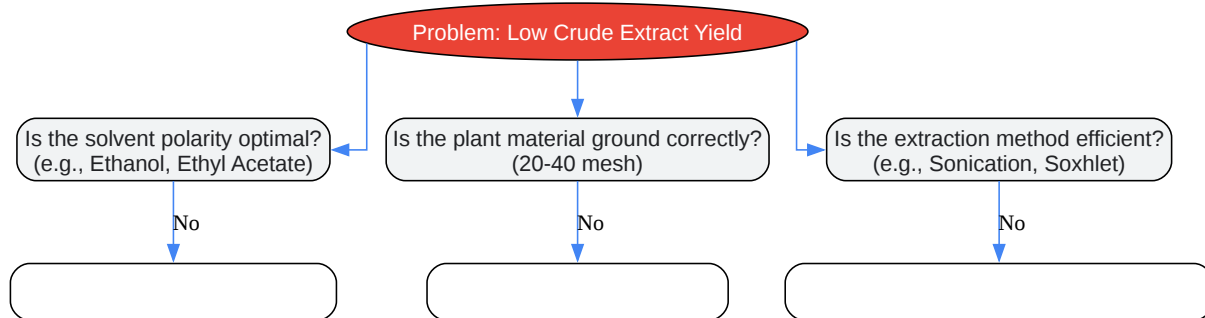 Problem: Low Crude Extract Yield
Is the solvent polarity optimal?
(e.g., Ethanol, Ethyl Acetate)
Is the plant material ground correctly?
(20-40 mesh)
Is the extraction method efficient?
(e.g., Sonication, Soxhlet)
No
No
No